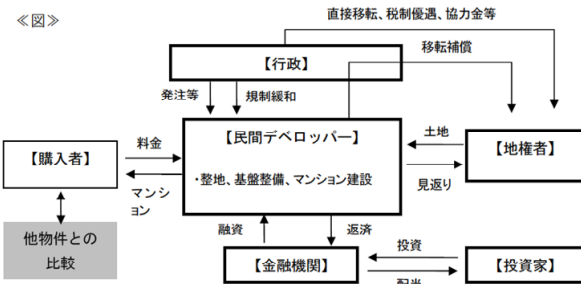 ≪図≫
直接移転、税制優遇、協力金等
【行政】
移転補償
発注等
規制緩和
【民間デベロッパー】
・整地、基盤整備、マンション建設
料金
【購入者】
マンシ
ョン
土地
【地権者】
見返り
他物件との
比較
融資
返済
【金融機関】
投資
配当
【投資家】